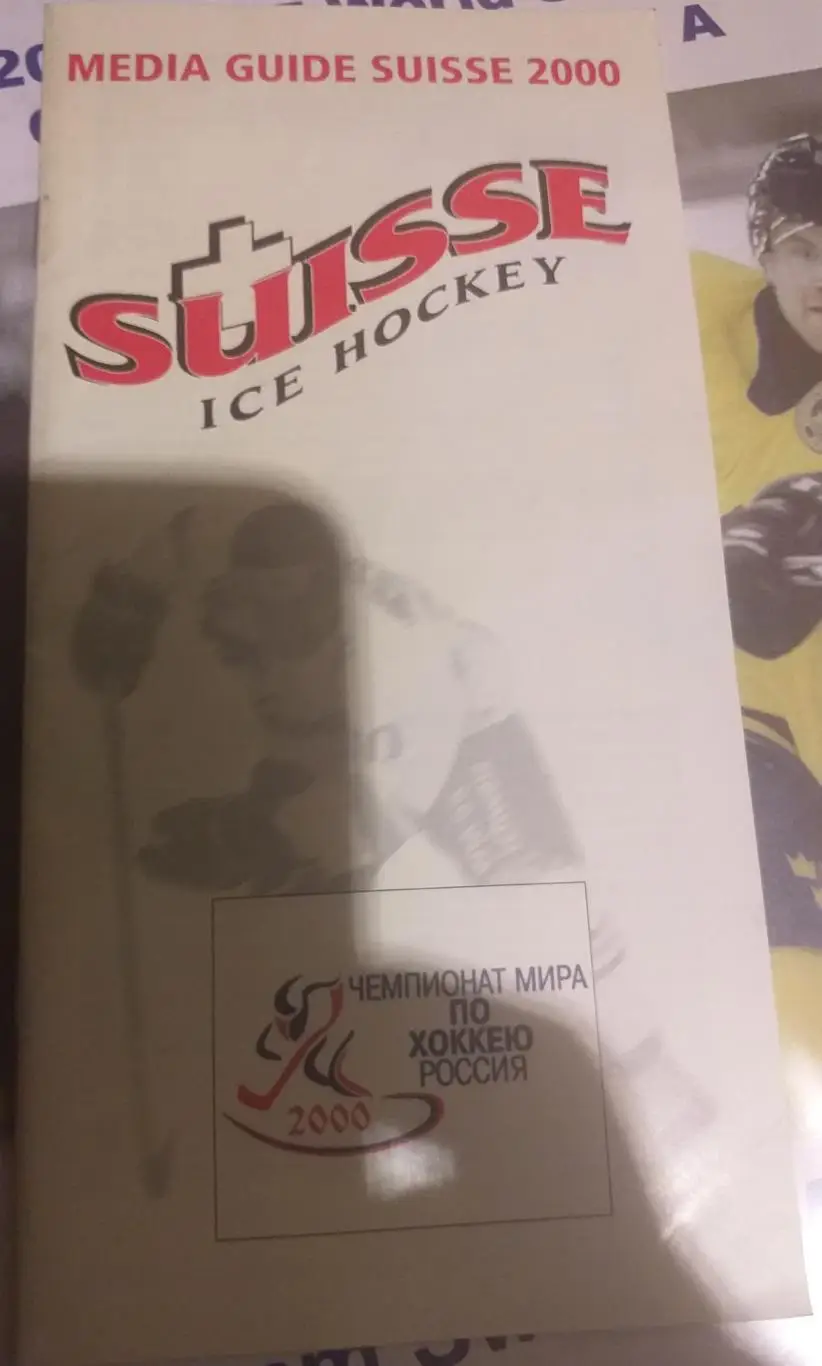 A
MEDIA GUIDE SUISSE 2000
SUISSE
ICE HOCKEY
ЧЕМПИОНАТ МИРА
ПО
ХОККЕЮ
РОССИЯ
2000